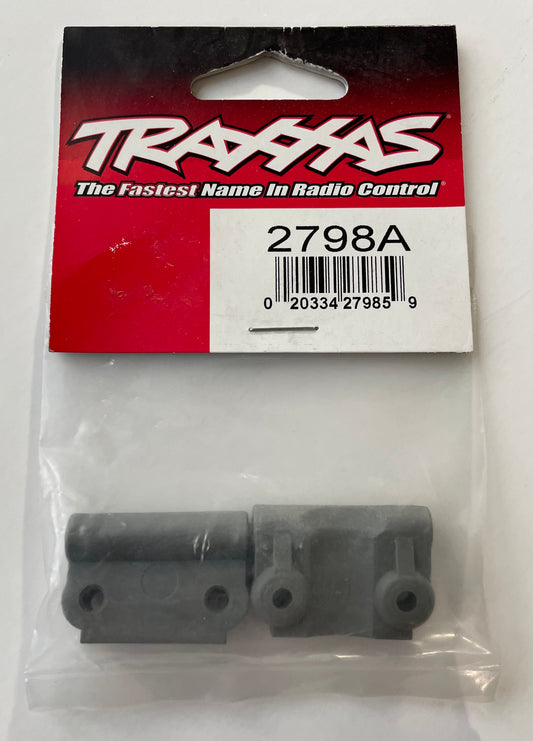 TRAXXAS
The Fastest Name In Radio Control®
2798A
0 20334 27985 9